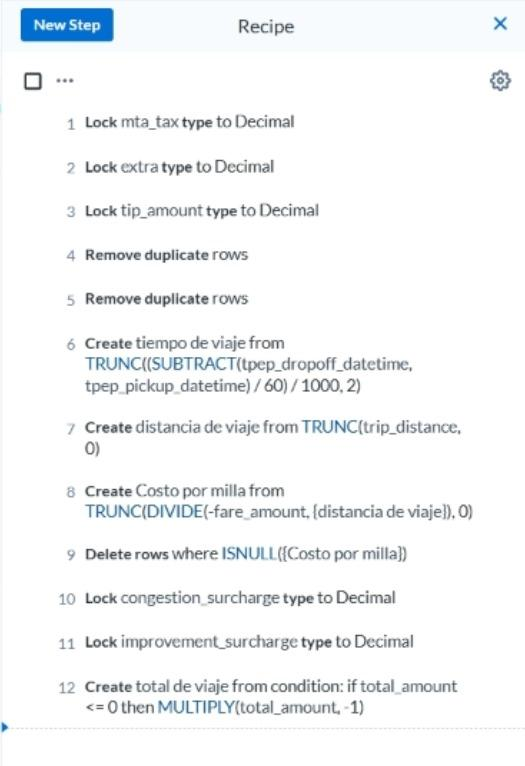 New Step
Recipe
1 Lock mta_tax type to Decimal
2 Lock extra type to Decimal
3 Lock tip_amount type to Decimal
4 Remove duplicate rows
5 Remove duplicate rows
6 Create tiempo de viaje from
TRUNC((SUBTRACT(tpep_dropoff_datetime,
tpep_pickup_datetime) / 60) / 1000, 2)
7 Create distancia de viaje from TRUNC(trip_distance,
0)
8 Create Costo por milla from
TRUNC(DIVIDE(-fare_amount, {distancia de viaje}), 0)
9 Delete rows where ISNULL({Costo por milla})
10 Lock congestion_surcharge type to Decimal
11 Lock improvement_surcharge type to Decimal
12 Create total de viaje from condition: if total_amount
<= 0 then MULTIPLY(total_amount, -1)